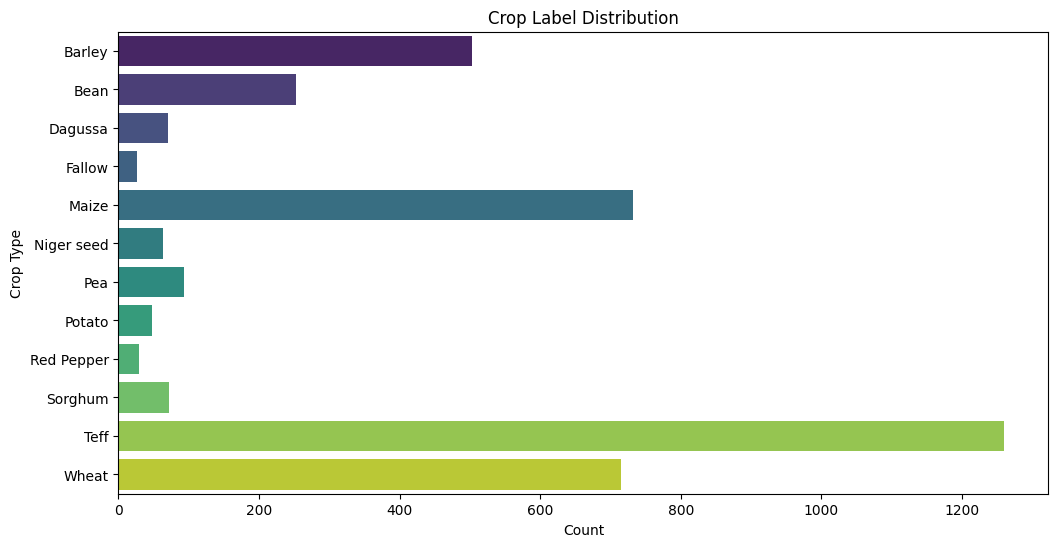 Crop Label Distribution
Crop Type
Barley
Bean
Dagussa
Fallow
Maize
Niger seed
Pea
Potato
Red Pepper
Sorghum
Teff
Wheat
0 200 400 600 800 1000 1200
Count